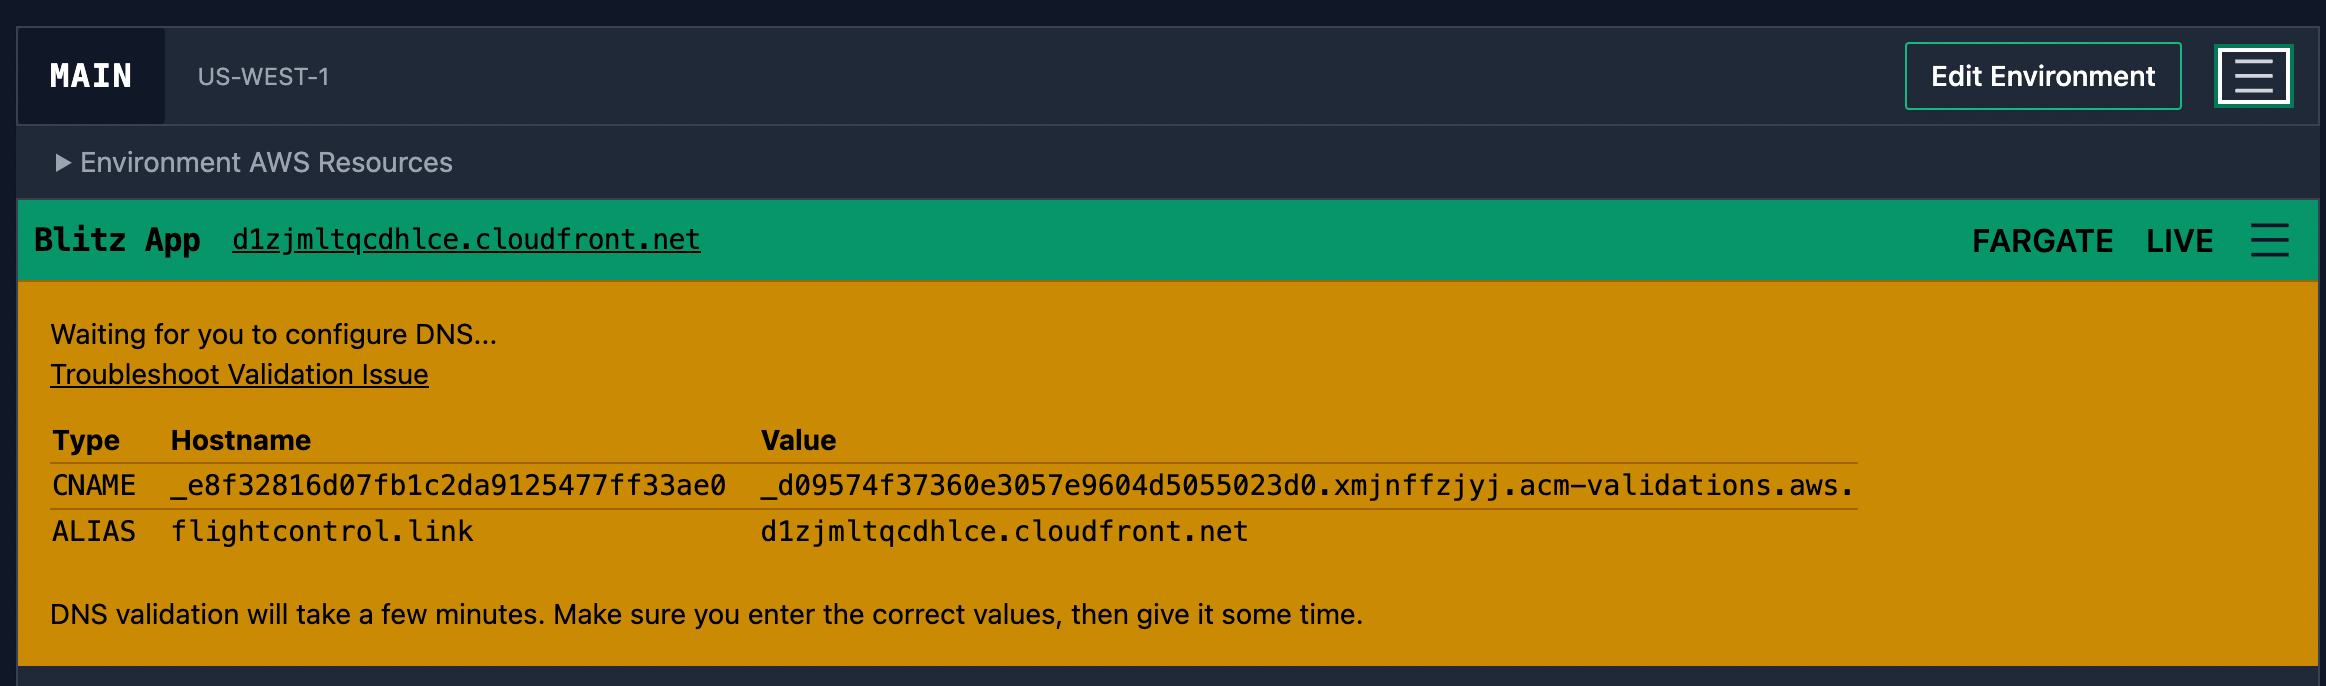 MAIN US-WEST-1 Edit Environment
Environment AWS Resources
Blitz App d1zjmltqcdhlce.cloudfront.net FARGATE LIVE
Waiting for you to configure DNS...
Troubleshoot Validation Issue
Type Hostname Value
CNAME _e8f32816d07fb1c2da9125477ff33ae0 _d09574f37360e3057e9604d5055023d0.xmjnffzjyj.acm-validations.aws.
ALIAS flightcontrol.link d1zjmltqcdhlce.cloudfront.net
DNS validation will take a few minutes. Make sure you enter the correct values, then give it some time.